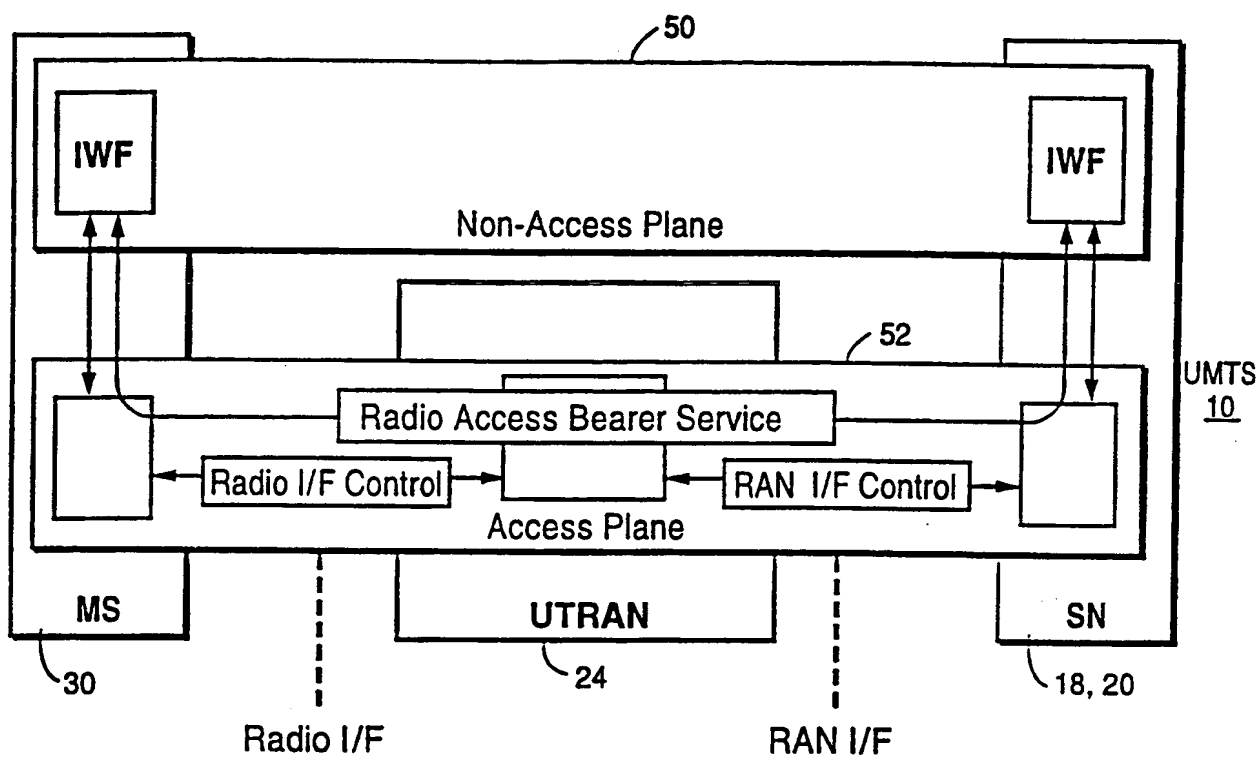 50
IWF
IWF
Non-Access Plane
52
UMTS
10
Radio Access Bearer Service
Radio I/F Control
RAN I/F Control
Access Plane
MS
UTRAN
SN
30
24
18, 20
Radio I/F
RAN I/F